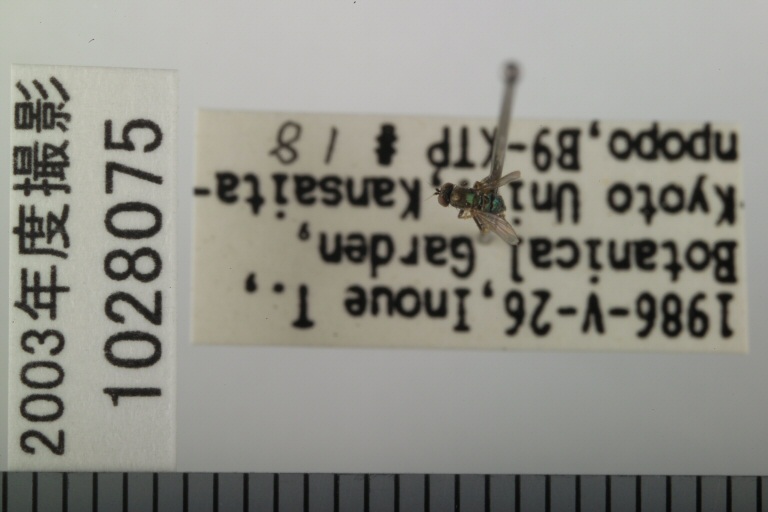 2003年度撮影
1028075
1986-V-26, Inoue T.,
Botanical Garden,
Kyoto Univ., Kansaita-
npopo, B9-KTP # 18